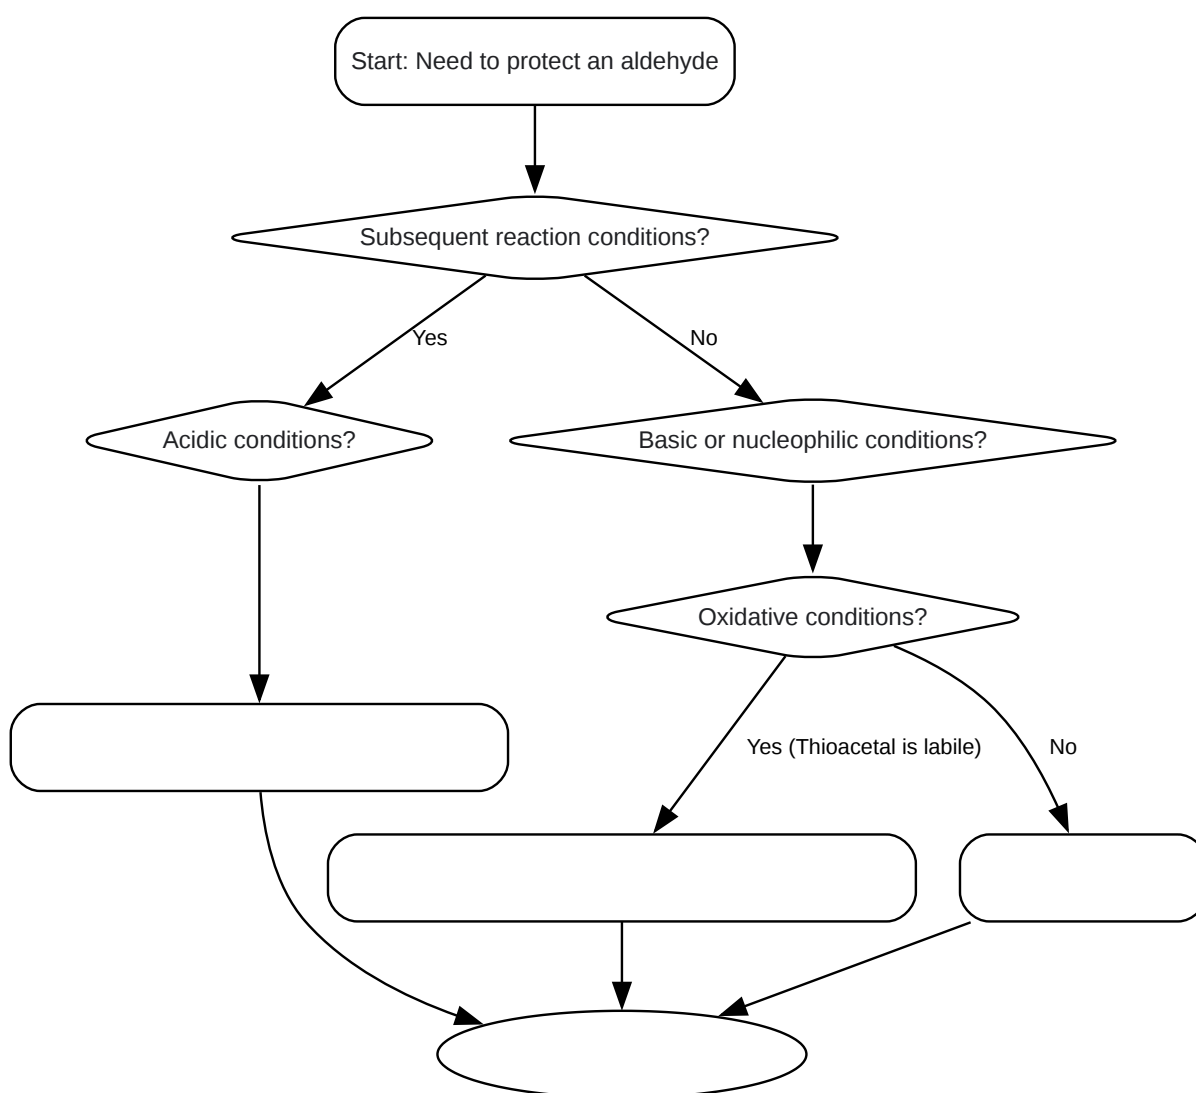 Start: Need to protect an aldehyde
Subsequent reaction conditions?
Yes
No
Acidic conditions?
Basic or nucleophilic conditions?
Oxidative conditions?
Yes (Thioacetal is labile)
No